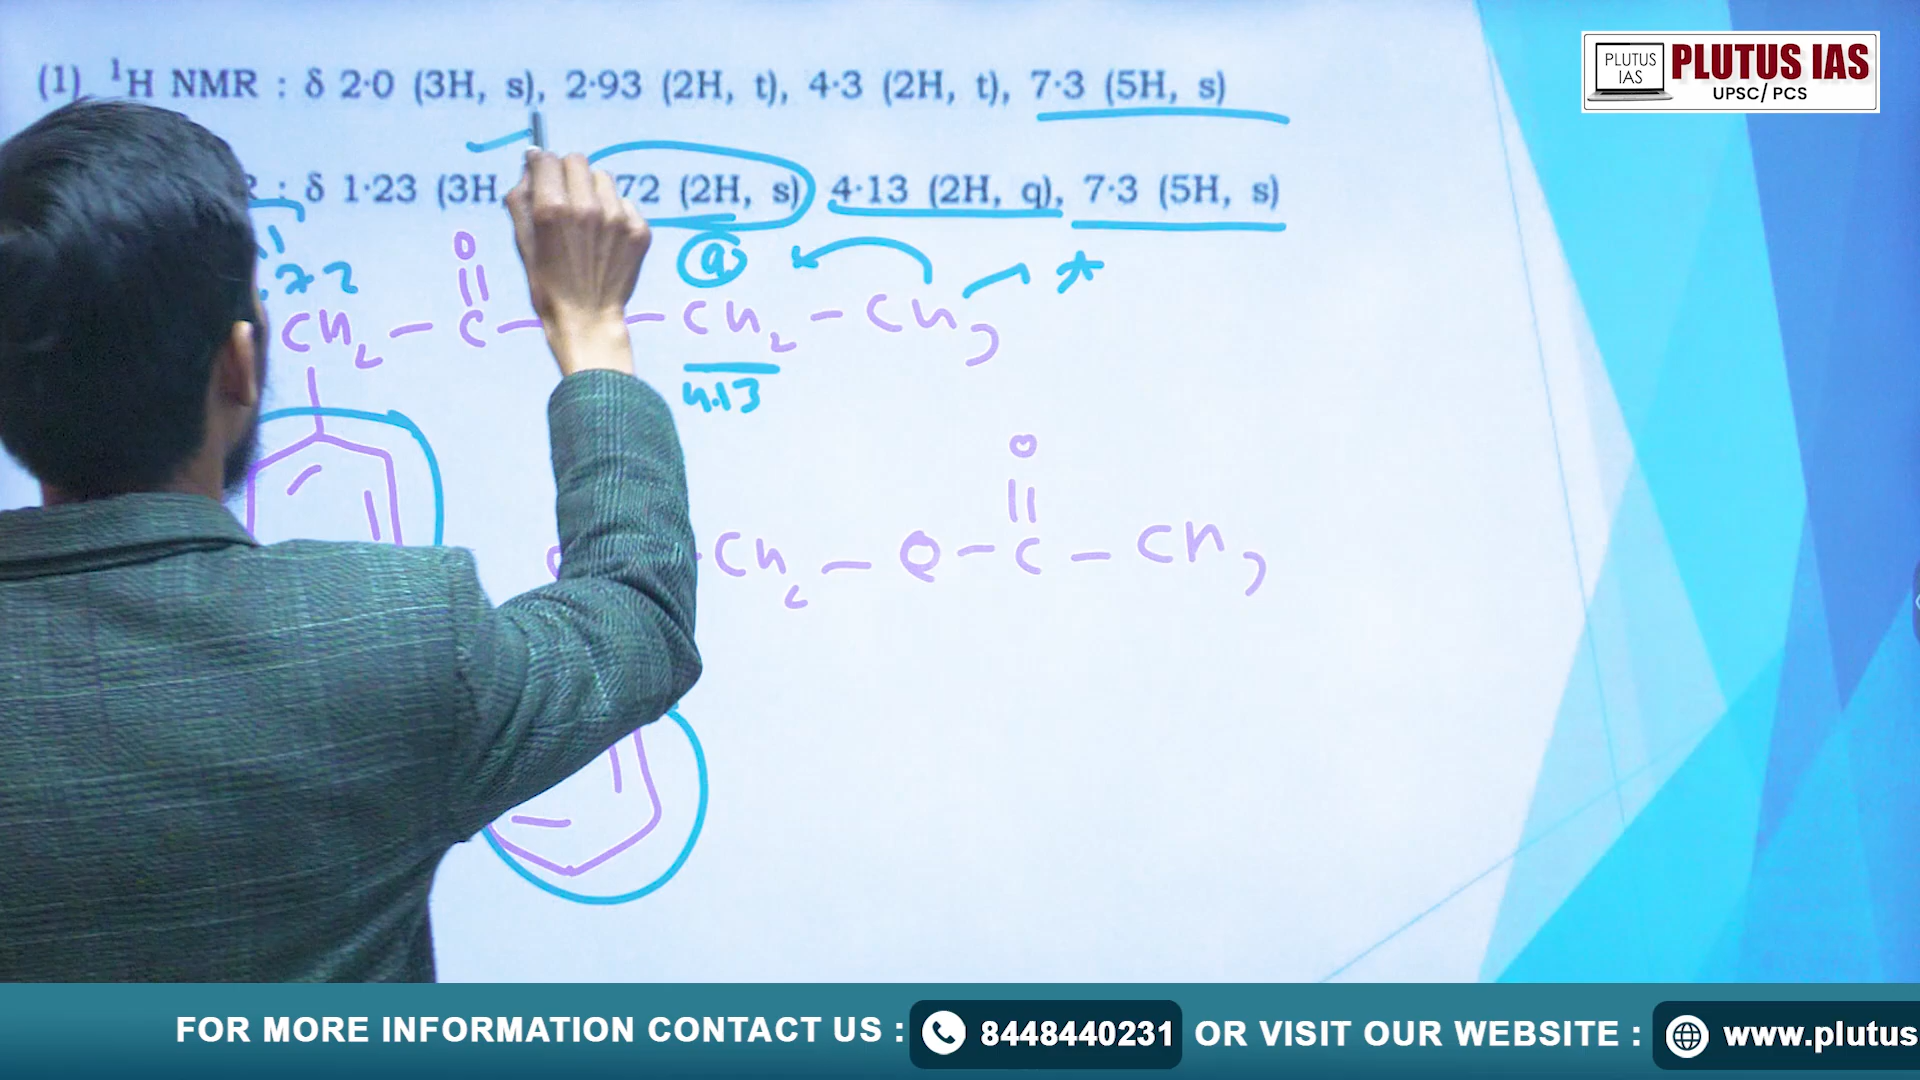 (1) ¹H NMR : δ 2·0 (3H, s), 2·93 (2H, t), 4·3 (2H, t), 7·3 (5H, s)
: δ 1·23 (3H, 72 (2H, s) 4·13 (2H, q), 7·3 (5H, s)
PLUTUS IAS
PLUTUS IAS
UPSC/ PCS
O
CH2 – C – – CH2 – CH3
4.13
O
CH2 – O – C – CH3
FOR MORE INFORMATION CONTACT US : 8448440231 OR VISIT OUR WEBSITE : www.plutus